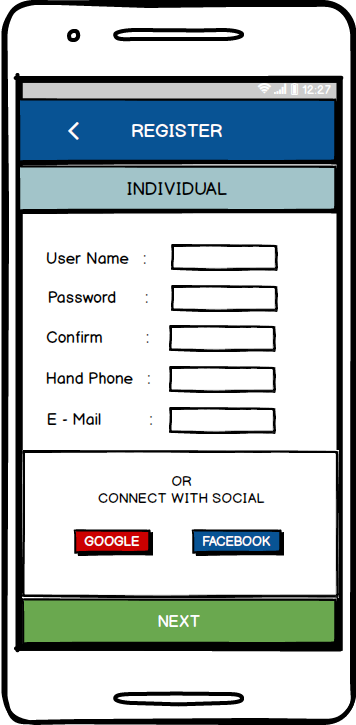 12:27
REGISTER
INDIVIDUAL
User Name :
Password :
Confirm :
Hand Phone :
E - Mail :
OR
CONNECT WITH SOCIAL
GOOGLE FACEBOOK
NEXT